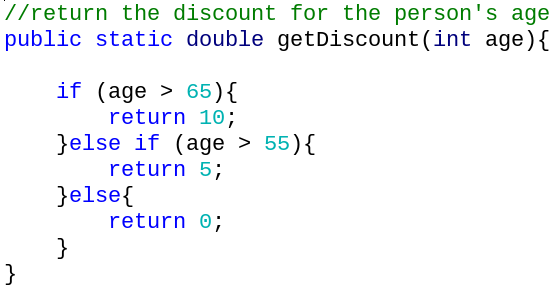 //return the discount for the person's age
public static double getDiscount(int age){
if (age > 65){
return 10;
}else if (age > 55){
return 5;
}else{
return 0;
}
}